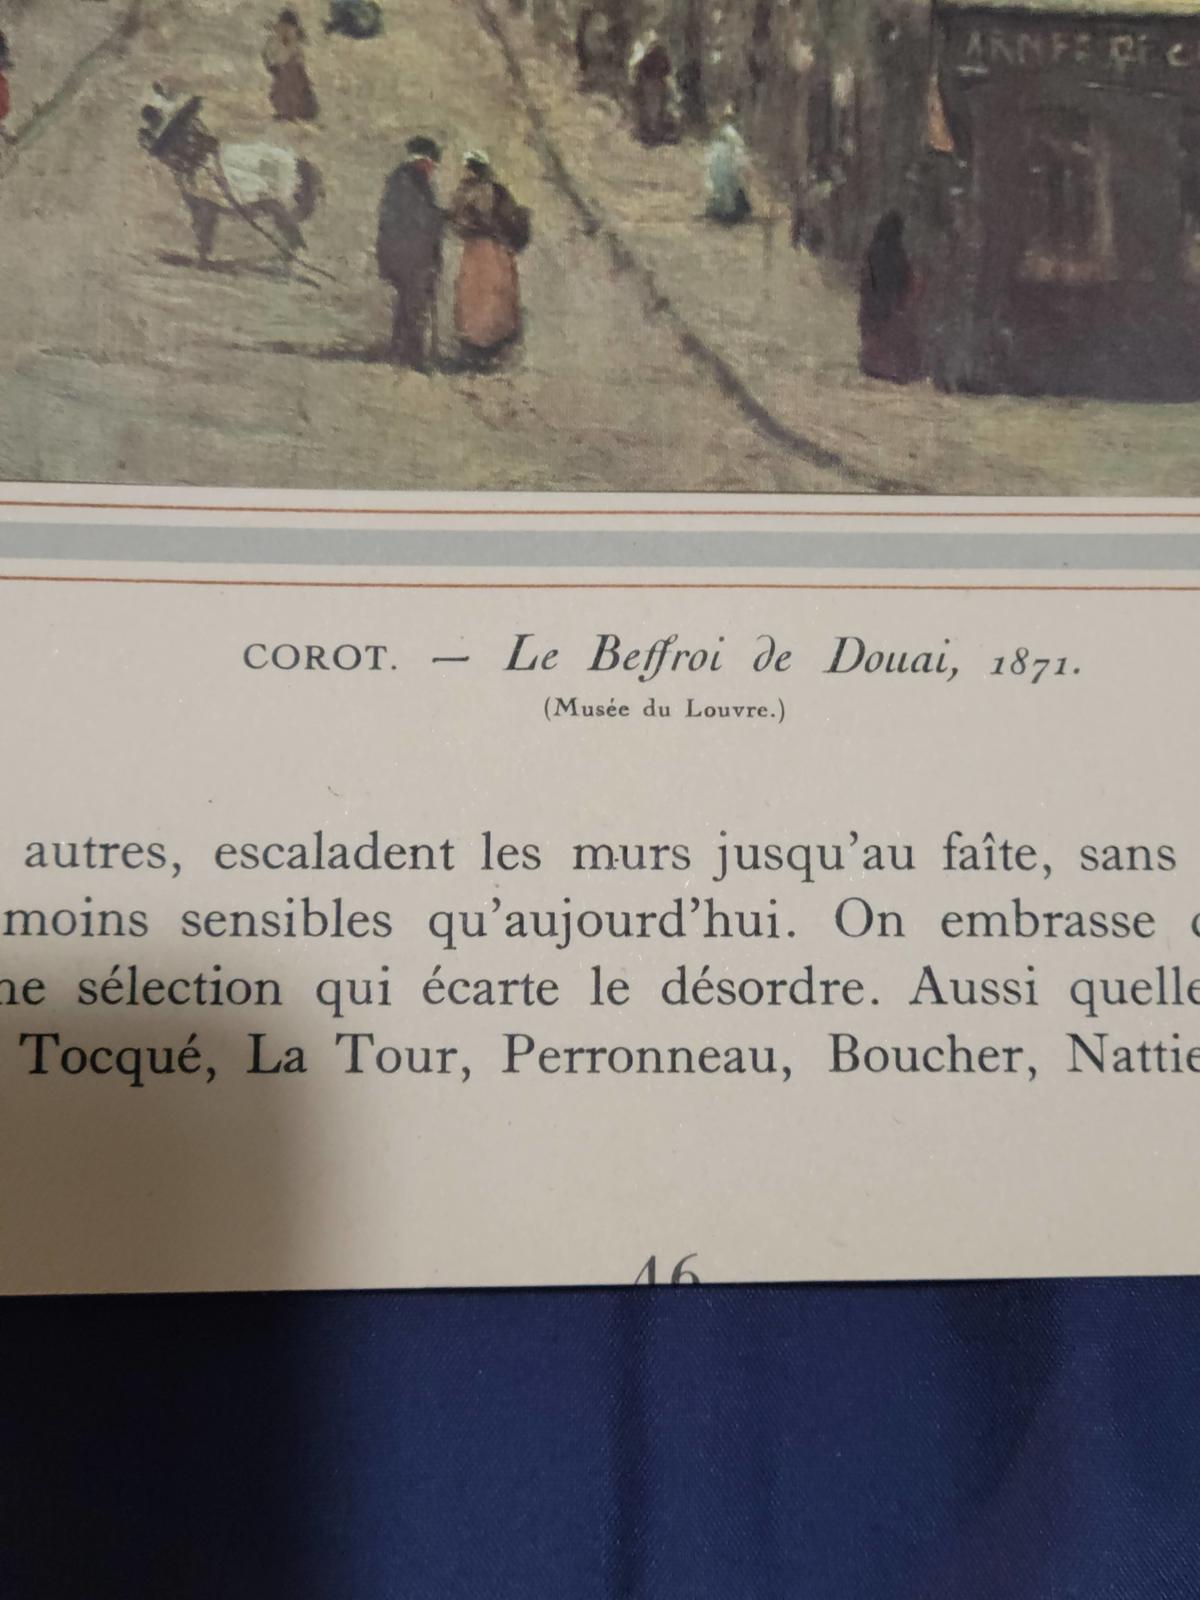 COROT. — Le Beffroi de Douai, 1871.
(Musée du Louvre.)
autres, escaladent les murs jusqu'au faîte, sans
moins sensibles qu'aujourd'hui. On embrasse
sélection qui écarte le désordre. Aussi
Tocqué, La Tour, Perronneau, Boucher,
46